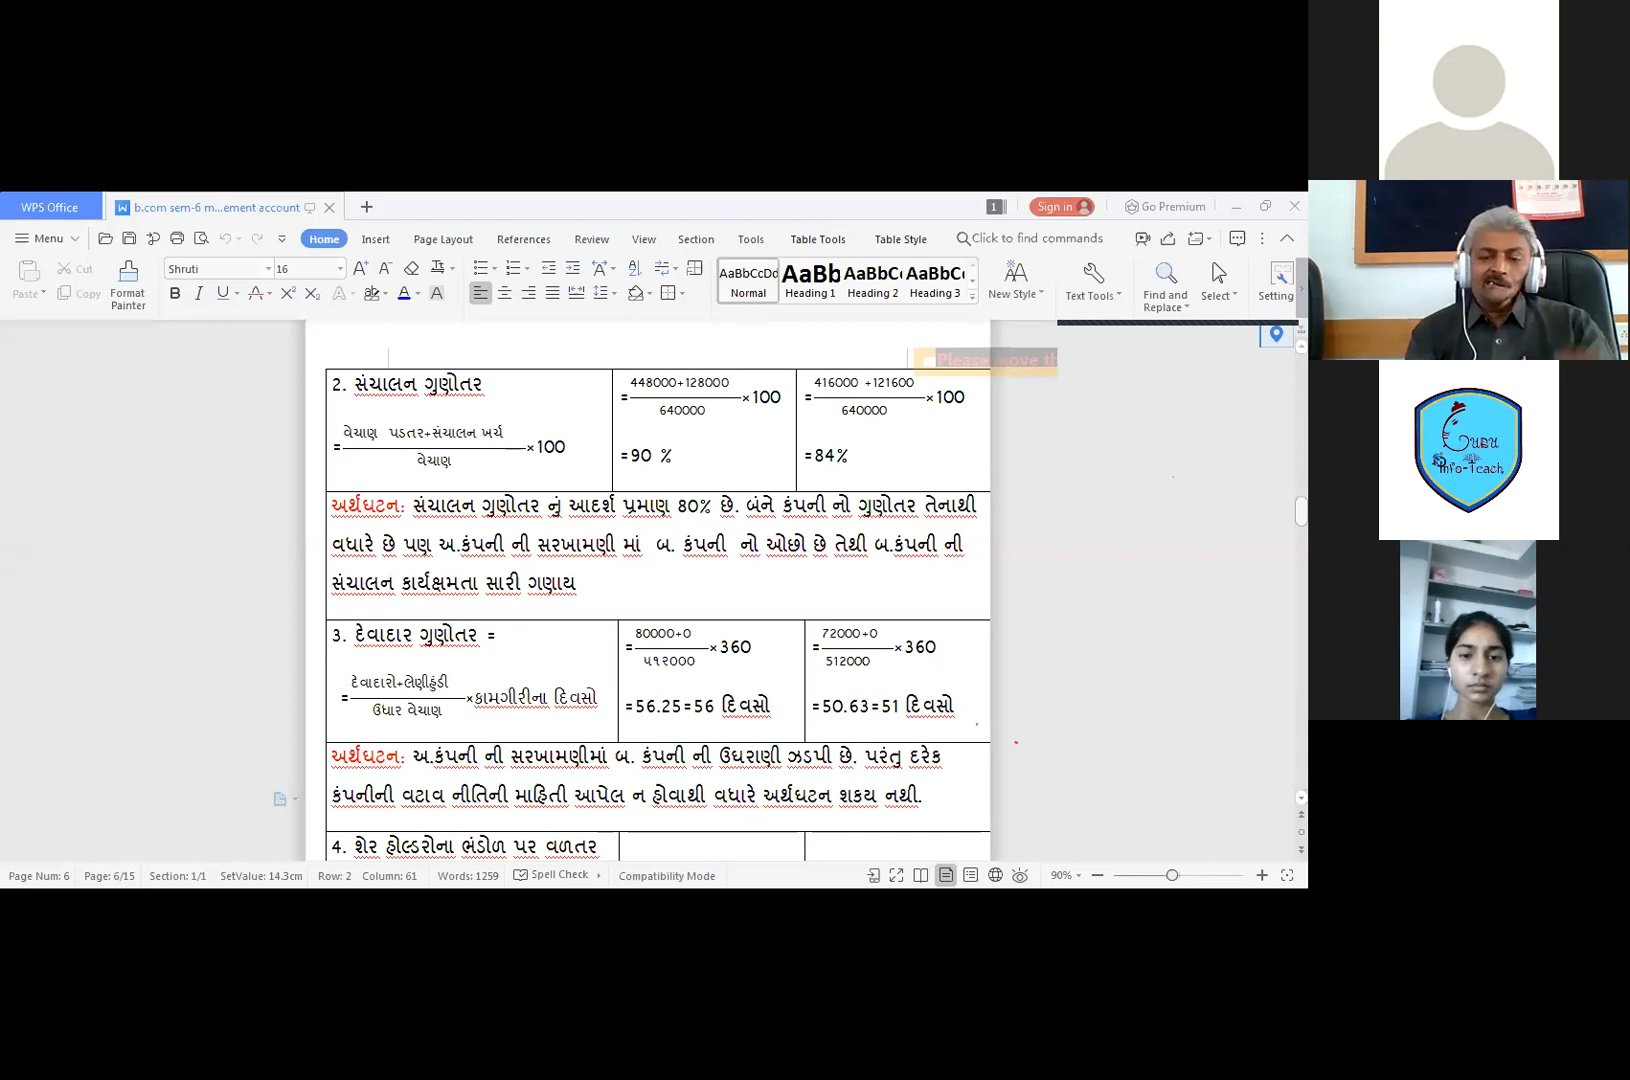 WPS Office
b.com sem-6 m...ement account
1
Sign in
Go Premium
Menu
Home
Insert
Page Layout
References
Review
View
Section
Tools
Table Tools
Table Style
Click to find commands
Paste
Cut
Copy
Format Painter
Shruti
16
AaBbCcDd
Normal
AaBb
Heading 1
AaBbC
Heading 2
AaBbC
Heading 3
New Style
Text Tools
Find and Replace
Select
Setting
Please move th
2. સંચાલન ગુણોતર
=વેચાણ પડતર+સંચાલન ખર્ચ
વેચાણ
×100
=448000+128000
640000
×100
=90 %
=416000 +121600
640000
×100
=84%
અર્થઘટન: સંચાલન ગુણોતર નું આદર્શ પ્રમાણ 80% છે. બંને કંપની નો ગુણોતર તેનાથી
વધારે છે પણ અ.કંપની ની સરખામણી માં બ. કંપની નો ઓછો છે તેથી બ.કંપની ની
સંચાલન કાર્યક્ષમતા સારી ગણાય
3. દેવાદાર ગુણોતર =
=દેવાદારો+લેણીહુંડી
ઉધાર વેચાણ
×કામગીરીના દિવસો
=80000+0
૫૧૨000
×360
=56.25=56 દિવસો
=72000+0
512000
×360
=50.63=51 દિવસો
અર્થઘટન: અ.કંપની ની સરખામણીમાં બ. કંપની ની ઉઘરાણી ઝડપી છે. પરંતુ દરેક
કંપનીની વટાવ નીતિની માહિતી આપેલ ન હોવાથી વધારે અર્થઘટન શકય નથી.
4. શેર હોલ્ડરોના ભંડોળ પર વળતર
Page Num: 6
Page: 6/15
Section: 1/1
SetValue: 14.3cm
Row: 2
Column: 61
Words: 1259
Spell Check
Compatibility Mode
90%
GURU
Info-Teach